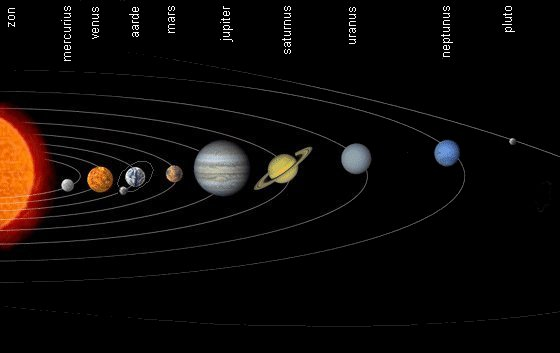 zon
mercurius
venus
aarde
mars
jupiter
saturnus
uranus
neptunus
pluto